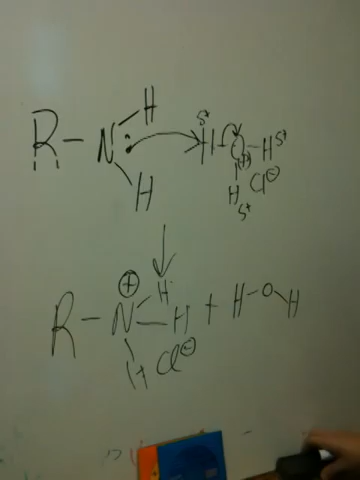 H
R-N: H-O-H
δ+ (+) δ+
H H Cl⊖
δ+
⊕
R-N-H + H-O-H
H
H Cl⊖